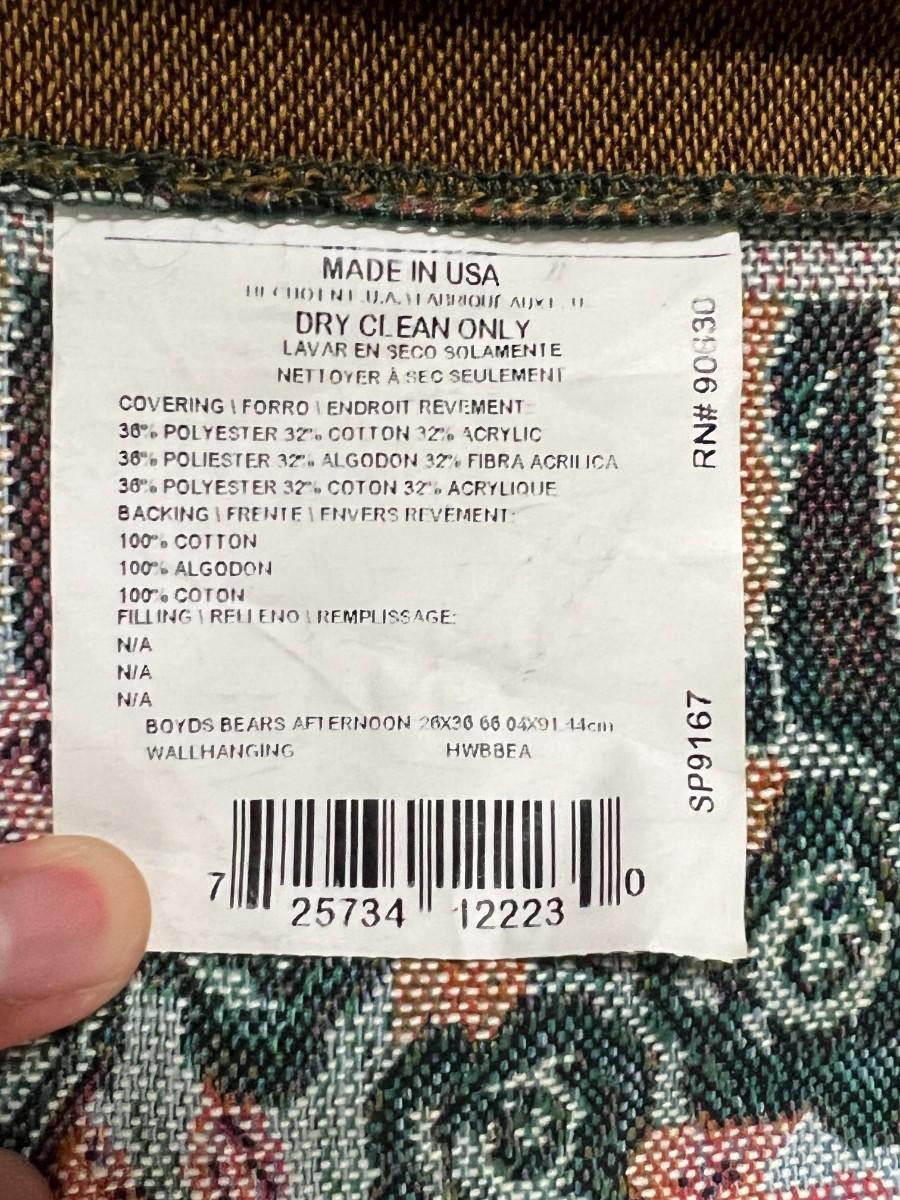 MADE IN USA
DRY CLEAN ONLY
LAVAR EN SECO SOLAMENTE
NETTOYER À SEC SEULEMENT
COVERING \ FORRO \ ENDROIT REVEMENT:
36% POLYESTER 32% COTTON 32% ACRYLIC
36% POLIESTER 32% ALGODON 32% FIBRA ACRILICA
36% POLYESTER 32% COTON 32% ACRYLIQUE
BACKING \ FRENTE \ ENVERS REVEMENT:
100% COTTON
100% ALGODON
100% COTON
FILLING \ RELLENO \ REMPLISSAGE:
N/A
N/A
N/A
BOYDS BEARS AFTERNOON 26X36 66.04X91.44cm
WALLHANGING HWBBEA
7 25734 12223 0
RN#
SP9167